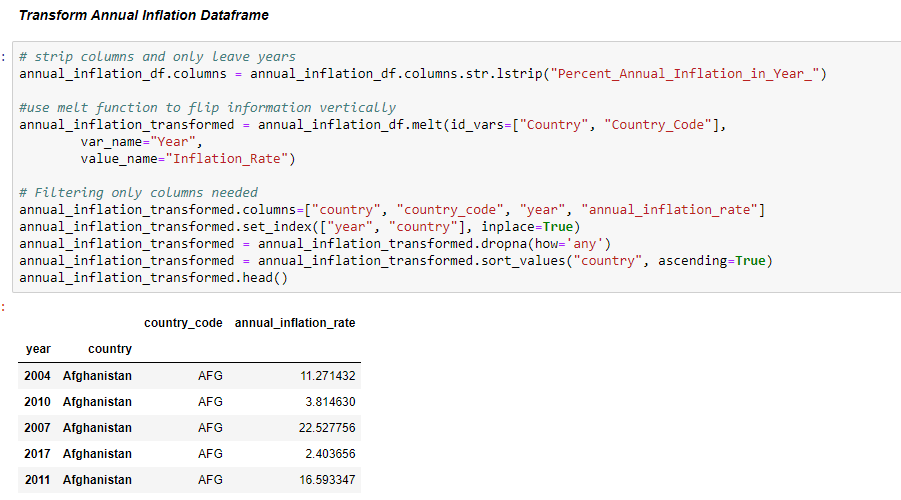 Transform Annual Inflation Dataframe
: # strip columns and only leave years
annual_inflation_df.columns = annual_inflation_df.columns.str.lstrip("Percent_Annual_Inflation_in_Year_")
#use melt function to flip information vertically
annual_inflation_transformed = annual_inflation_df.melt(id_vars=["Country", "Country_Code"],
var_name="Year",
value_name="Inflation_Rate")
# Filtering only columns needed
annual_inflation_transformed.columns=["country", "country_code", "year", "annual_inflation_rate"]
annual_inflation_transformed.set_index(["year", "country"], inplace=True)
annual_inflation_transformed = annual_inflation_transformed.dropna(how='any')
annual_inflation_transformed = annual_inflation_transformed.sort_values("country", ascending=True)
annual_inflation_transformed.head()
:
country_code annual_inflation_rate
year country
2004 Afghanistan AFG 11.271432
2010 Afghanistan AFG 3.814630
2007 Afghanistan AFG 22.527756
2017 Afghanistan AFG 2.403656
2011 Afghanistan AFG 16.593347